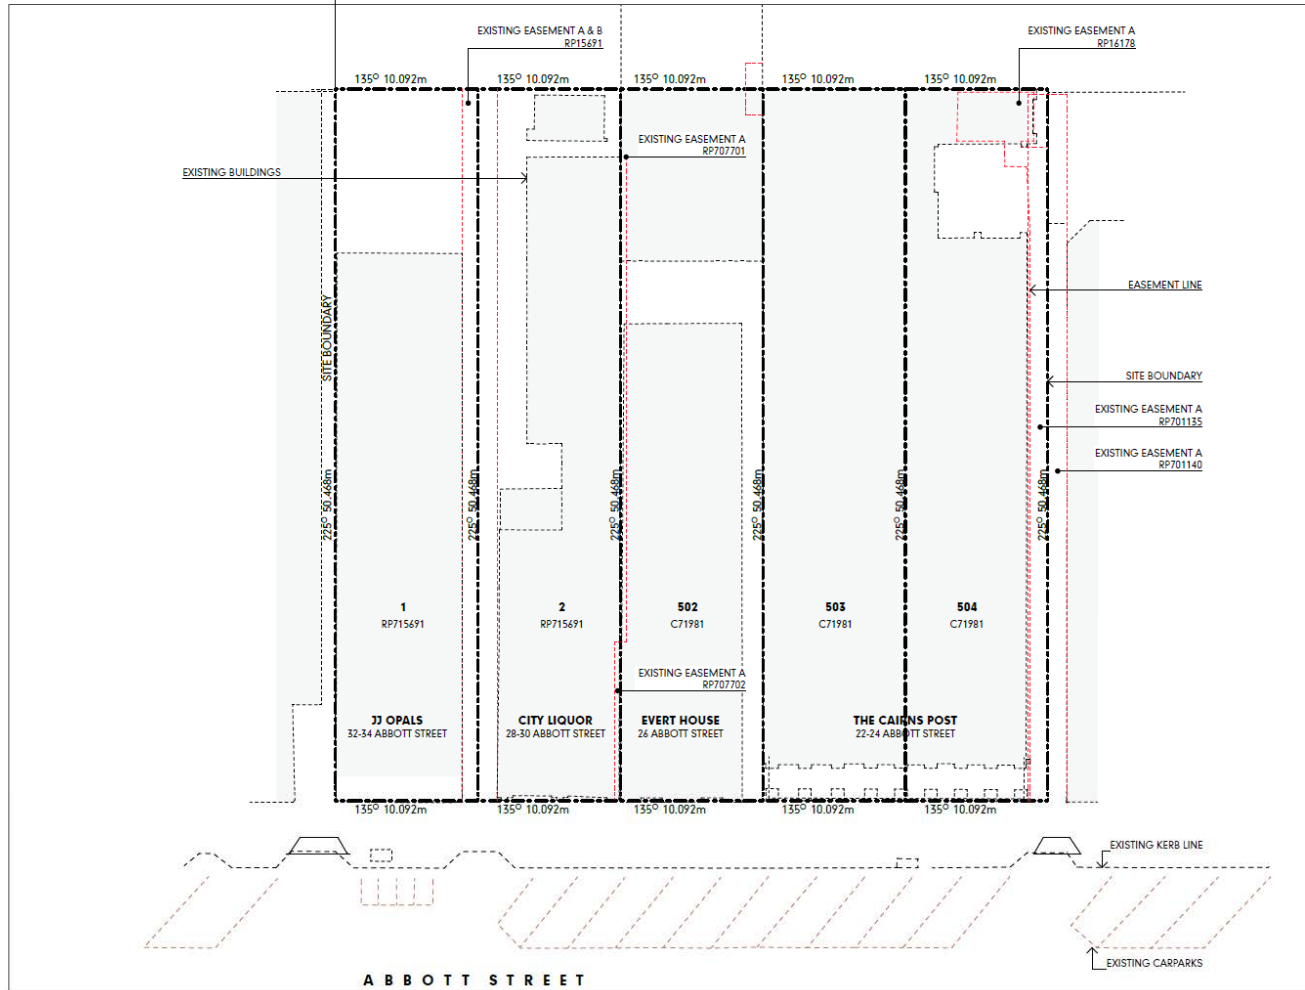 EXISTING EASEMENT A & B
RP15691
EXISTING EASEMENT A
RP16178
135° 10.092m
135° 10.092m
135° 10.092m
135° 10.092m
135° 10.092m
EXISTING EASEMENT A
RP707701
EXISTING BUILDINGS
EASEMENT LINE
SITE BOUNDARY
SITE BOUNDARY
EXISTING EASEMENT A
RP701135
EXISTING EASEMENT A
RP701140
225° 50.468m
225° 50.468m
225° 50.468m
225° 50.468m
225° 50.468m
225° 50.468m
1
RP715691
2
RP715691
502
C71981
503
C71981
504
C71981
EXISTING EASEMENT A
RP707702
JJ OPALS
32-34 ABBOTT STREET
CITY LIQUOR
28-30 ABBOTT STREET
EVERT HOUSE
26 ABBOTT STREET
THE CAIRNS POST
22-24 ABBOTT STREET
135° 10.092m
135° 10.092m
135° 10.092m
135° 10.092m
135° 10.092m
EXISTING KERB LINE
EXISTING CARPARKS
ABBOTT STREET